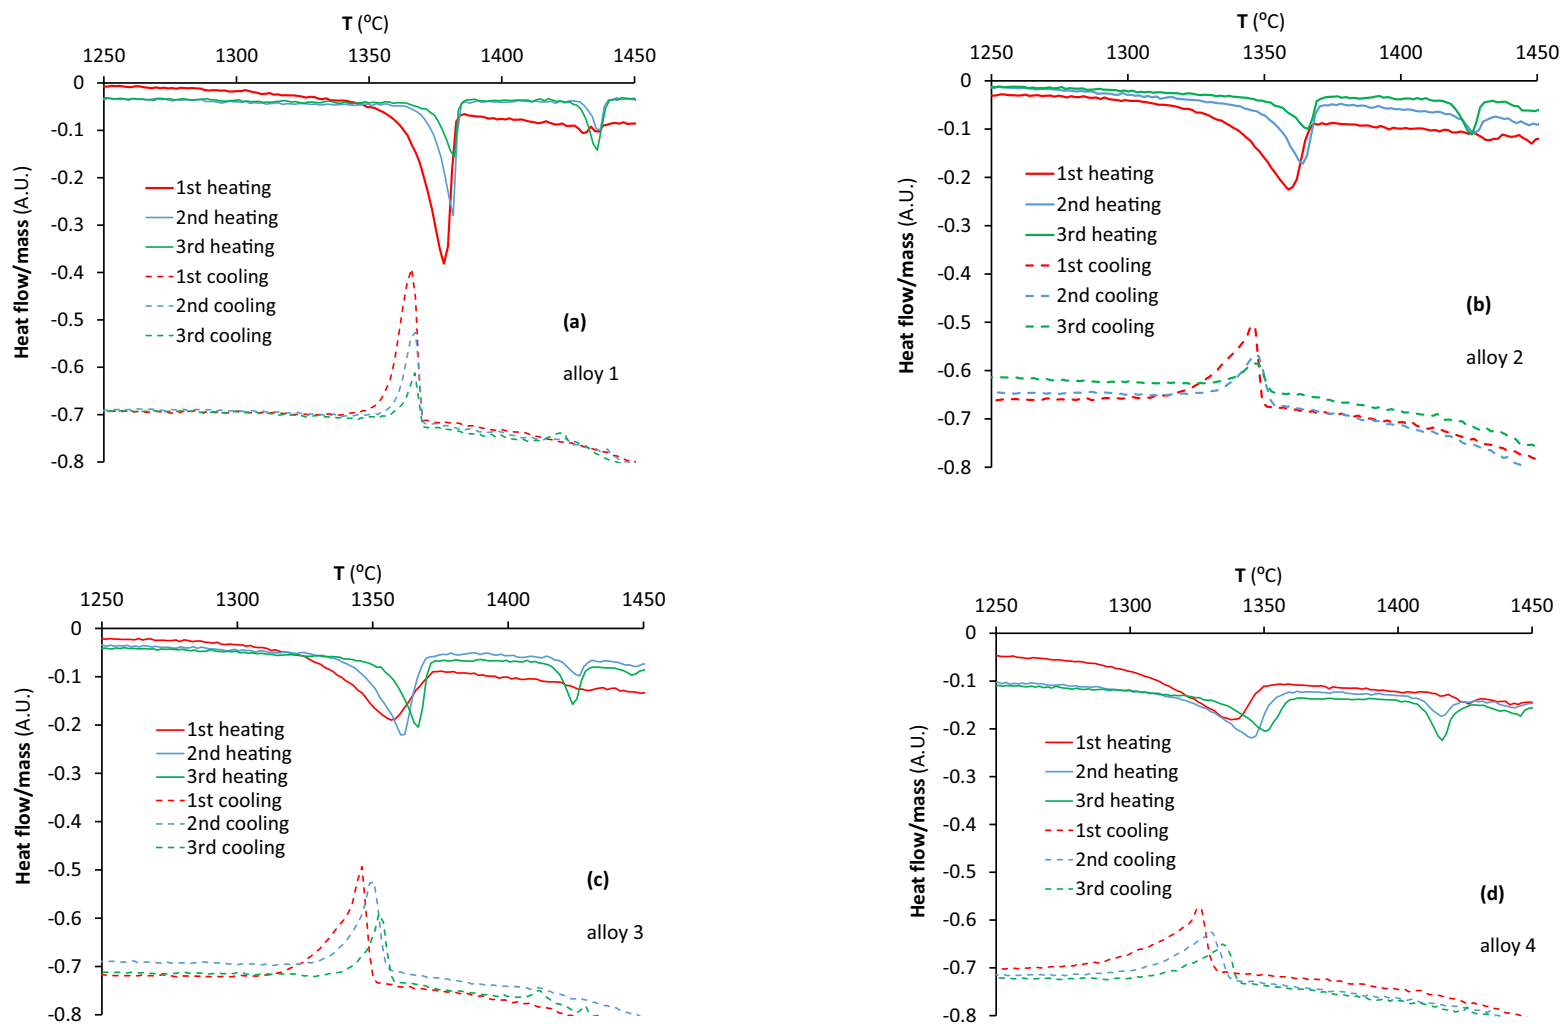 T (°C)
1250 1300 1350 1400 1450
0
-0.1
-0.2
-0.3
-0.4
-0.5
-0.6
-0.7
-0.8
Heat flow/mass (A.U.)
1st heating
2nd heating
3rd heating
1st cooling
2nd cooling
3rd cooling
(a)
alloy 1
T (°C)
1250 1300 1350 1400 1450
0
-0.1
-0.2
-0.3
-0.4
-0.5
-0.6
-0.7
-0.8
Heat flow/mass (A.U.)
1st heating
2nd heating
3rd heating
1st cooling
2nd cooling
3rd cooling
(b)
alloy 2
T (°C)
1250 1300 1350 1400 1450
0
-0.1
-0.2
-0.3
-0.4
-0.5
-0.6
-0.7
-0.8
Heat flow/mass (A.U.)
1st heating
2nd heating
3rd heating
1st cooling
2nd cooling
3rd cooling
(c)
alloy 3
T (°C)
1250 1300 1350 1400 1450
0
-0.1
-0.2
-0.3
-0.4
-0.5
-0.6
-0.7
-0.8
Heat flow/mass (A.U.)
1st heating
2nd heating
3rd heating
1st cooling
2nd cooling
3rd cooling
(d)
alloy 4